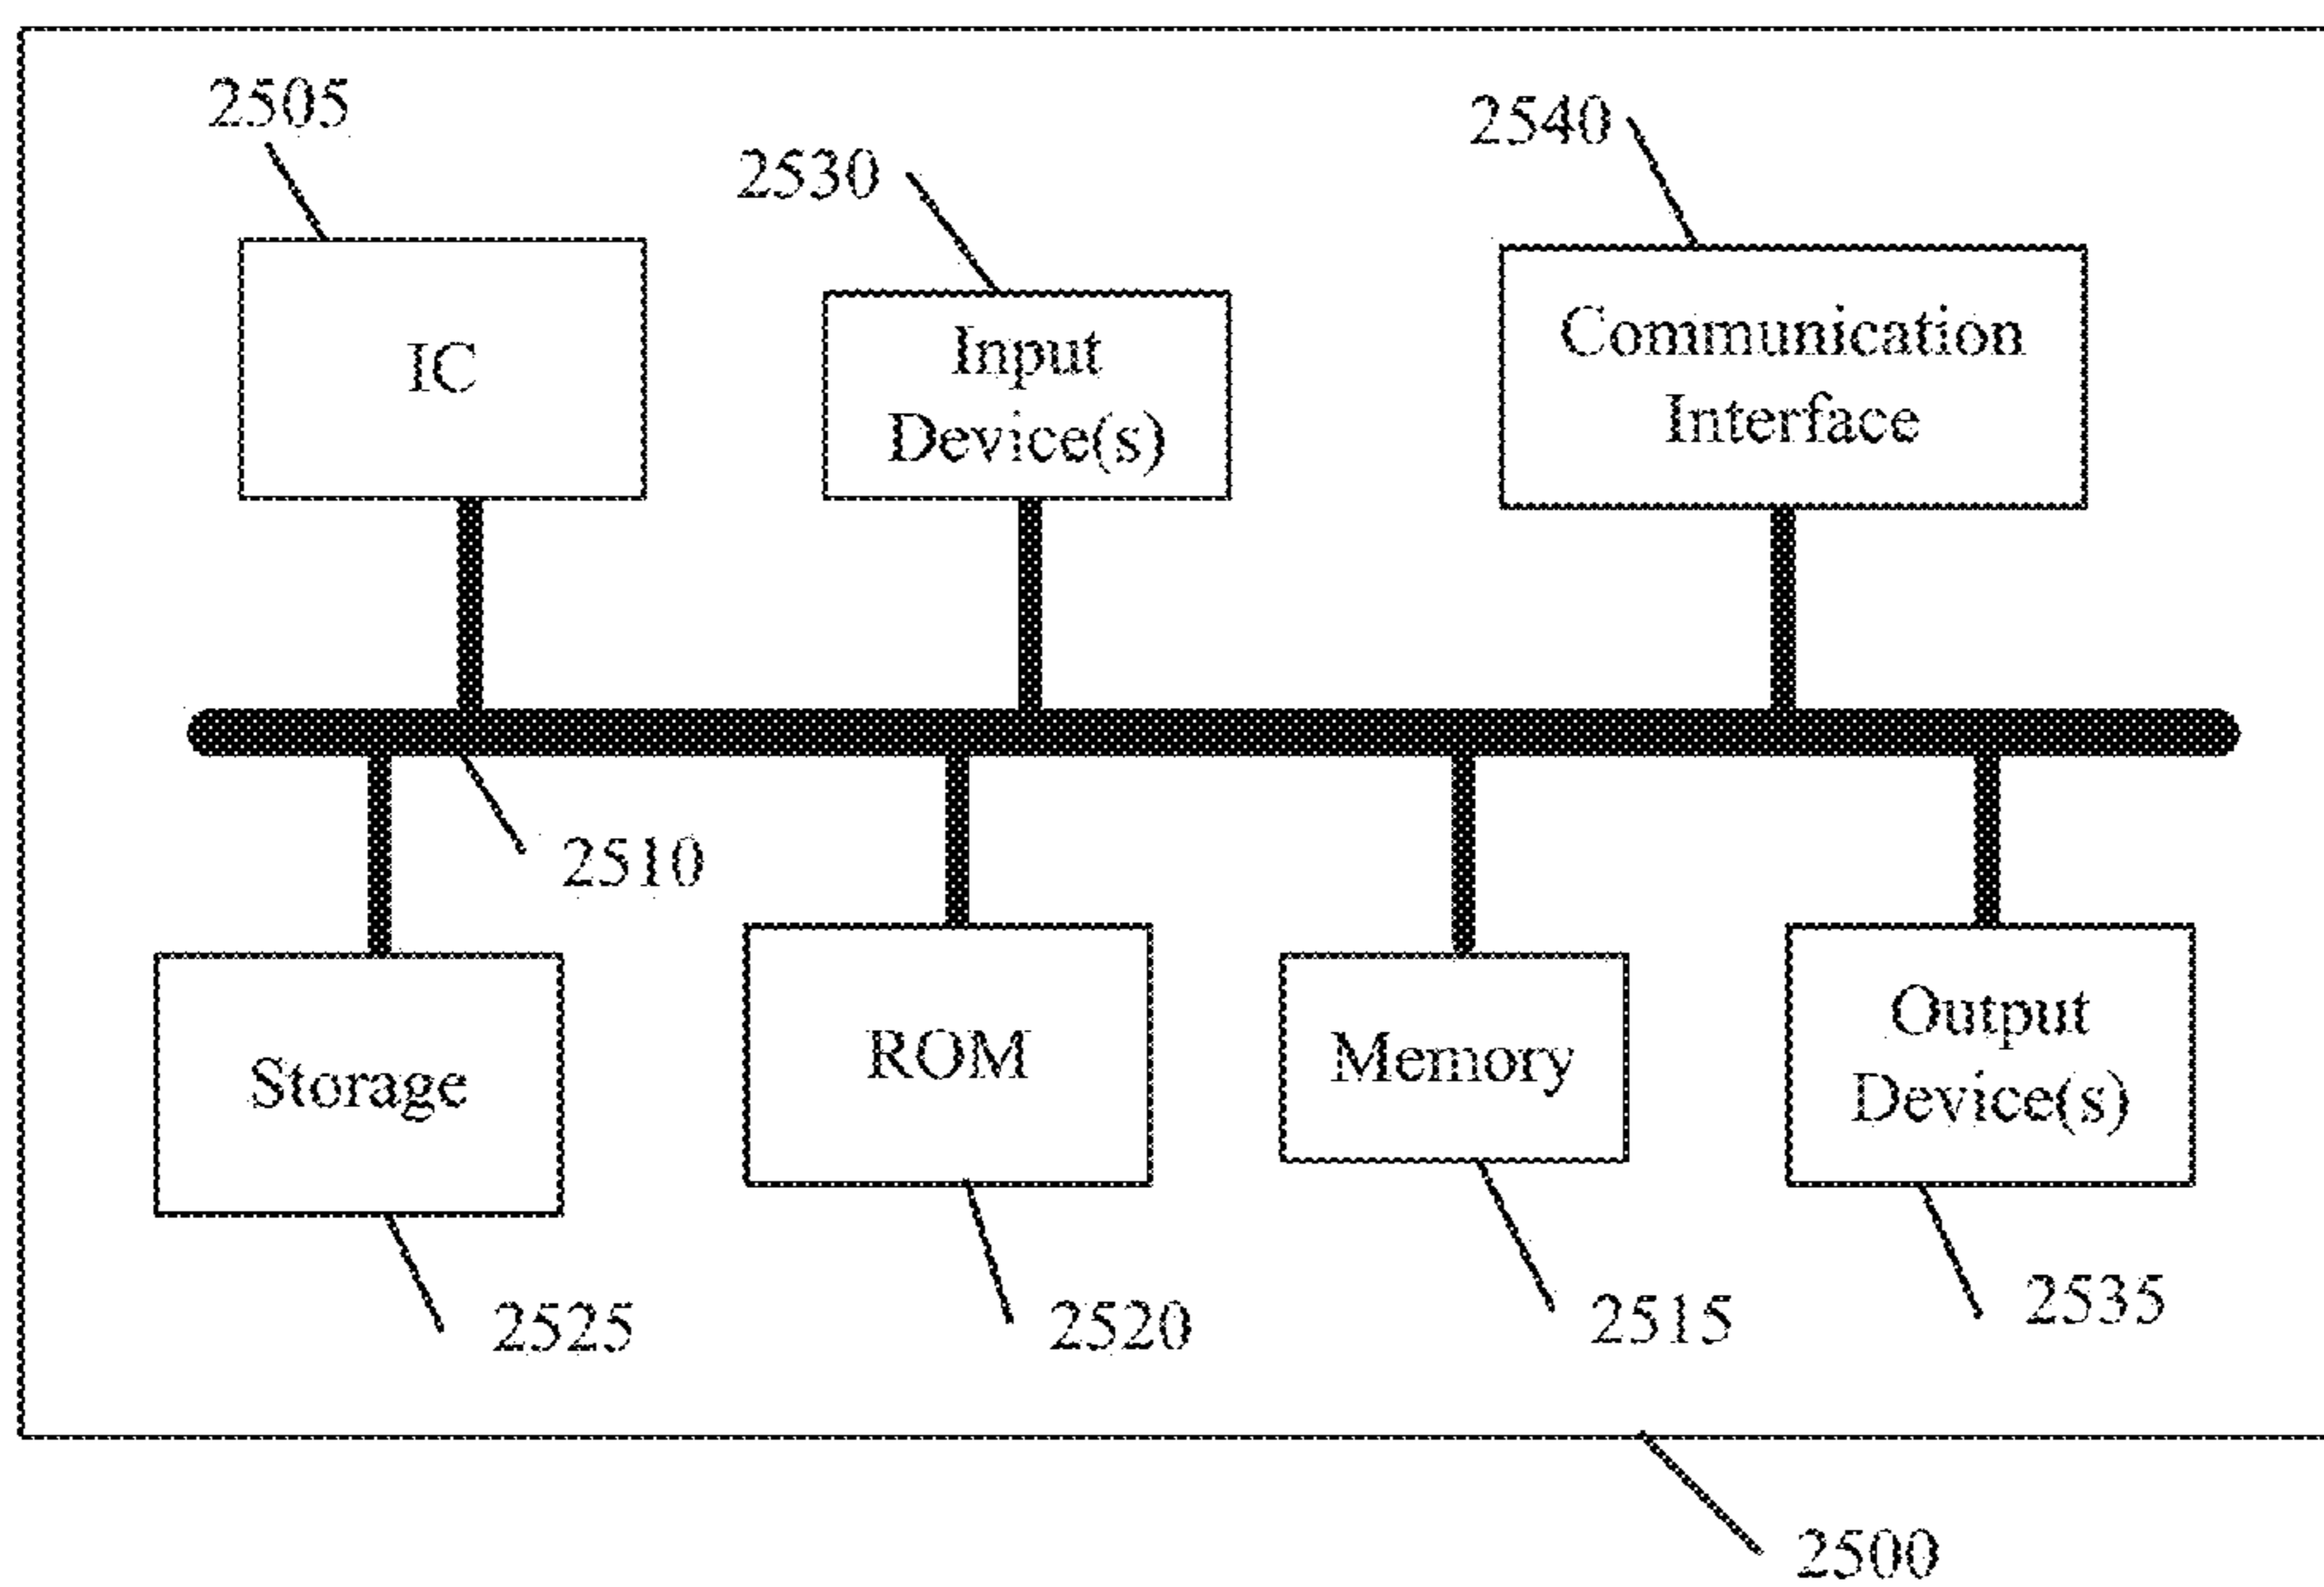 2505
2530
2540
IC
Input
Device(s)
Communication
Interface
2510
Storage
ROM
Memory
Output
Device(s)
2525
2520
2515
2535
2500